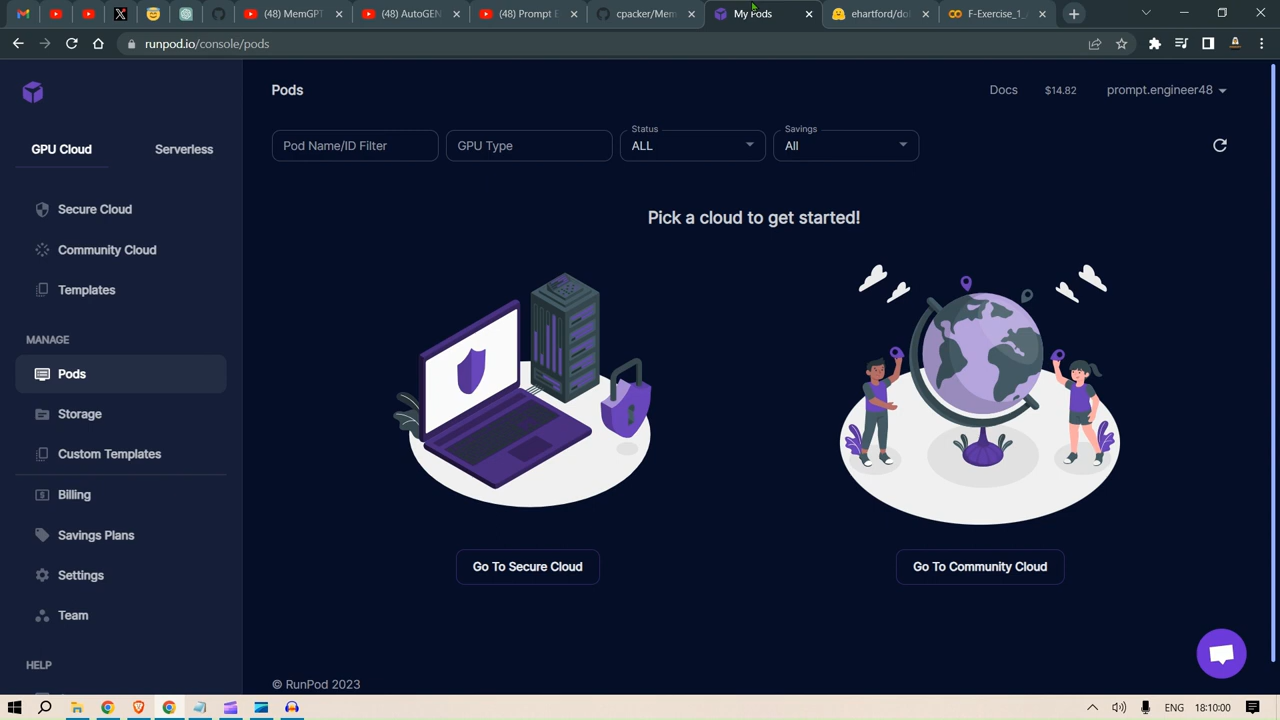 (48) MemGPT
(48) AutoGEN
(48) Prompt E
cpacker/Mem
My Pods
ehartford/dol
F-Exercise_1_
runpod.io/console/pods
Pods
Docs
$14.82
prompt.engineer48
GPU Cloud
Serverless
Pod Name/ID Filter
GPU Type
Status
ALL
Savings
All
Secure Cloud
Community Cloud
Templates
MANAGE
Pods
Storage
Custom Templates
Billing
Savings Plans
Settings
Team
HELP
Pick a cloud to get started!
Go To Secure Cloud
Go To Community Cloud
© RunPod 2023
ENG
18:10:00